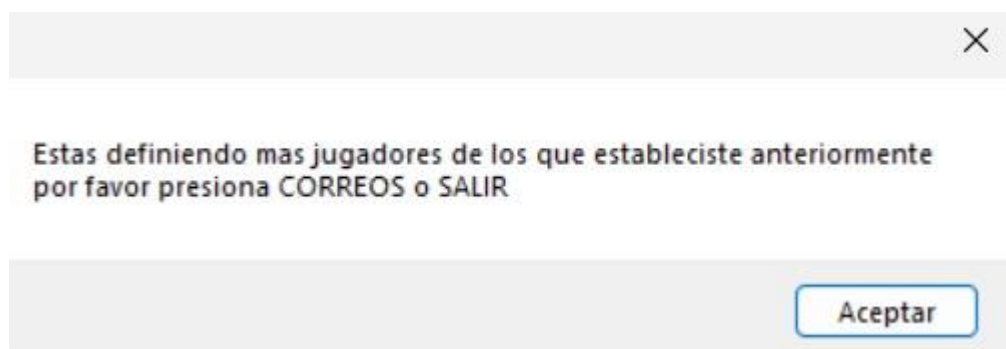 Estas definiendo mas jugadores de los que estableciste anteriormente
por favor presiona CORREOS o SALIR
Aceptar